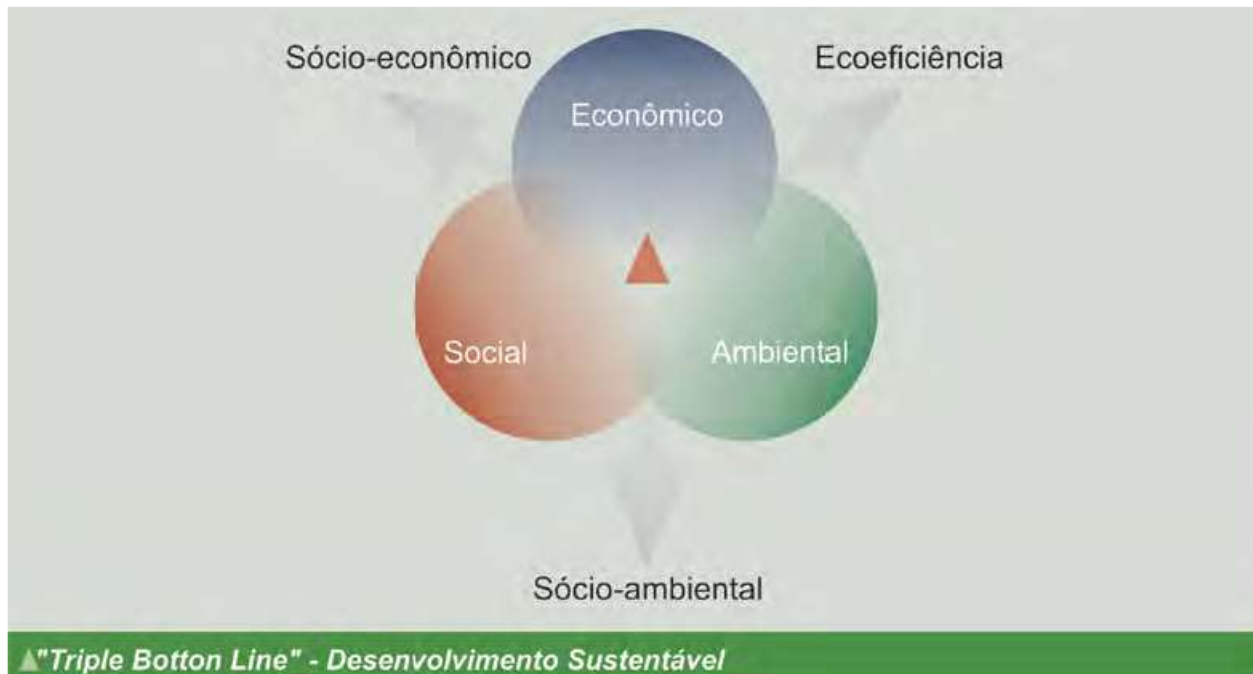 Sócio-econômico
Ecoeficiência
Econômico
Social
Ambiental
Sócio-ambiental
"Triple Botton Line" - Desenvolvimento Sustentável